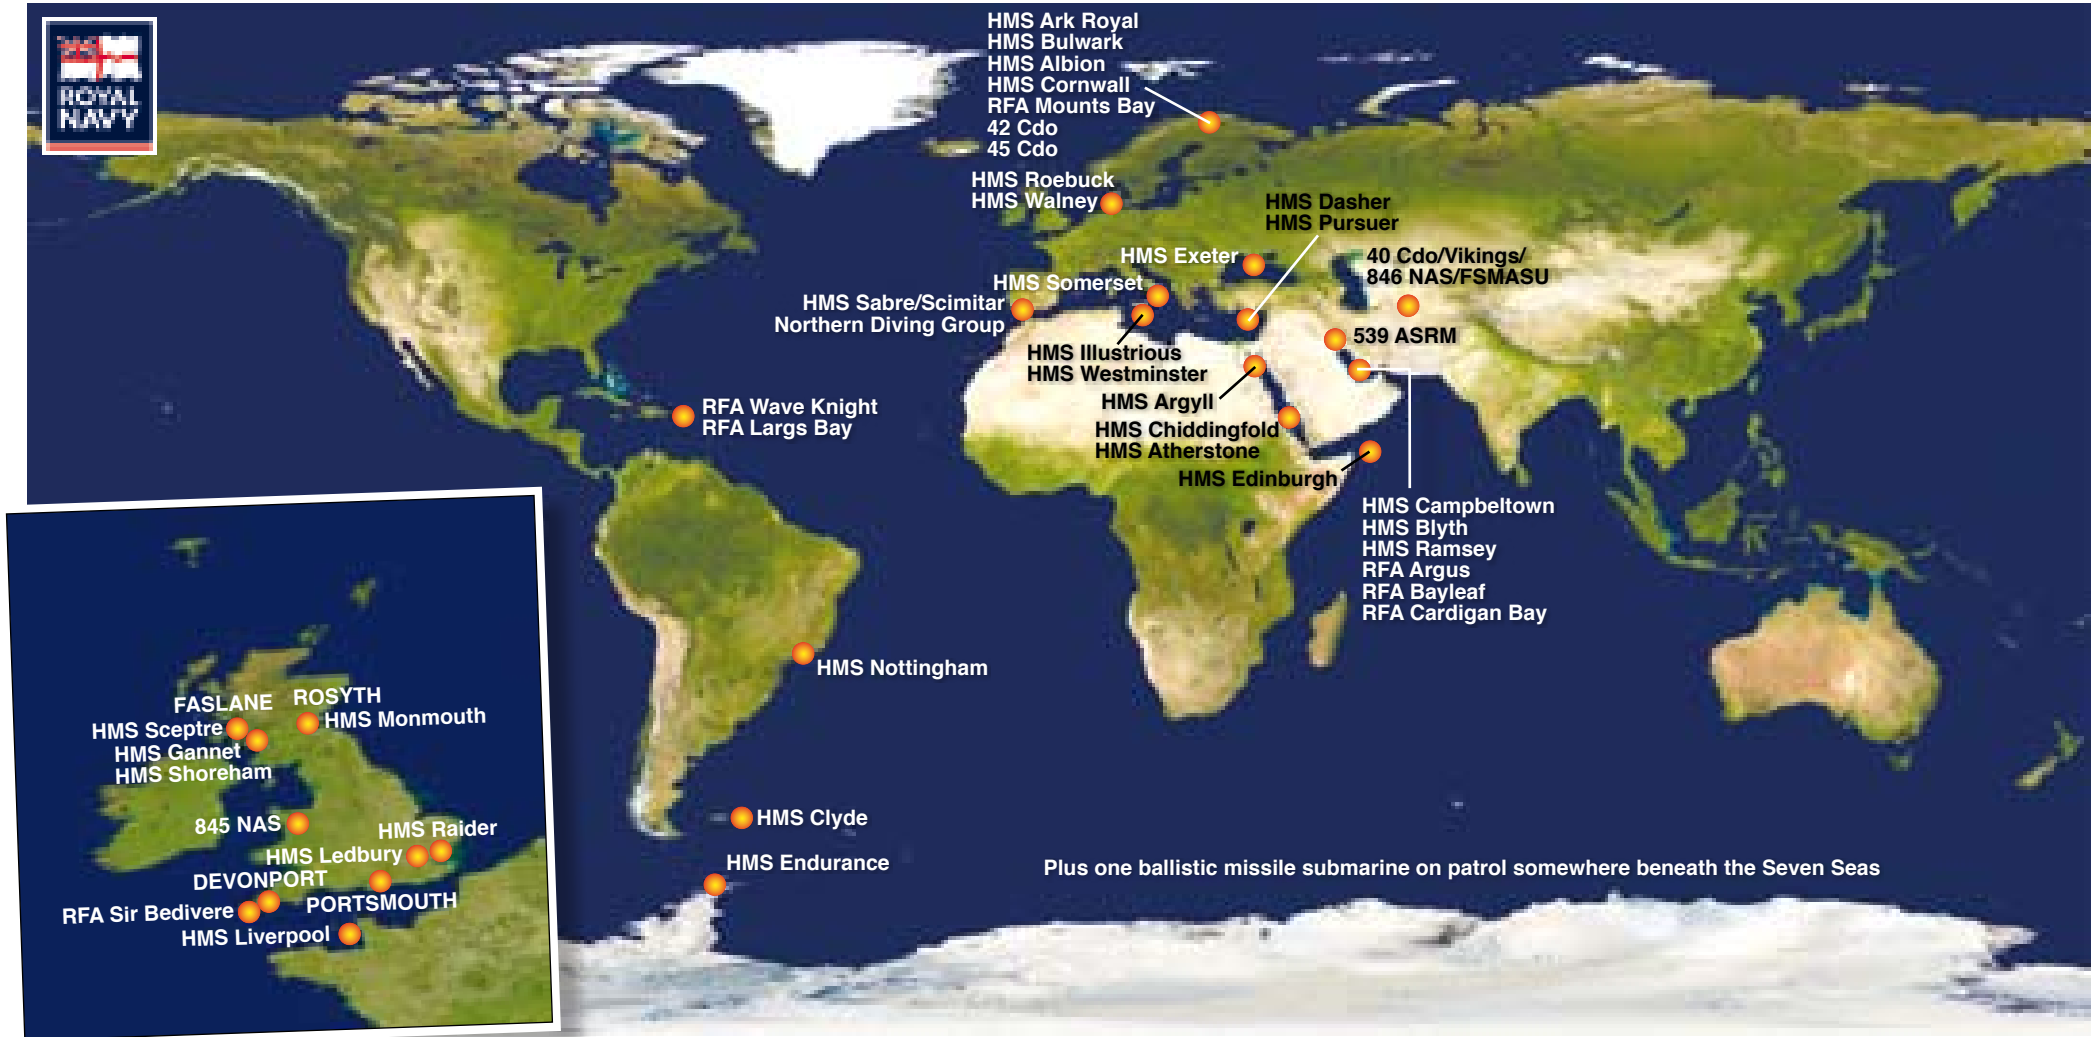 ROYAL
NAVY
HMS Ark Royal
HMS Bulwark
HMS Albion
HMS Cornwall
RFA Mounts Bay
42 Cdo
45 Cdo
HMS Roebuck
HMS Walney
HMS Dasher
HMS Pursuer
HMS Exeter
40 Cdo/Vikings/
846 NAS/FSMASU
HMS Somerset
HMS Sabre/Scimitar
Northern Diving Group
539 ASRM
HMS Illustrious
HMS Westminster
HMS Argyll
RFA Wave Knight
RFA Largs Bay
HMS Chiddingfold
HMS Atherstone
HMS Edinburgh
HMS Campbeltown
HMS Blyth
HMS Ramsey
RFA Argus
RFA Bayleaf
RFA Cardigan Bay
HMS Nottingham
HMS Clyde
HMS Endurance
Plus one ballistic missile submarine on patrol somewhere beneath the Seven Seas
FASLANE
ROSYTH
HMS Sceptre
HMS Monmouth
HMS Gannet
HMS Shoreham
845 NAS
HMS Raider
HMS Ledbury
DEVONPORT
PORTSMOUTH
RFA Sir Bedivere
HMS Liverpool